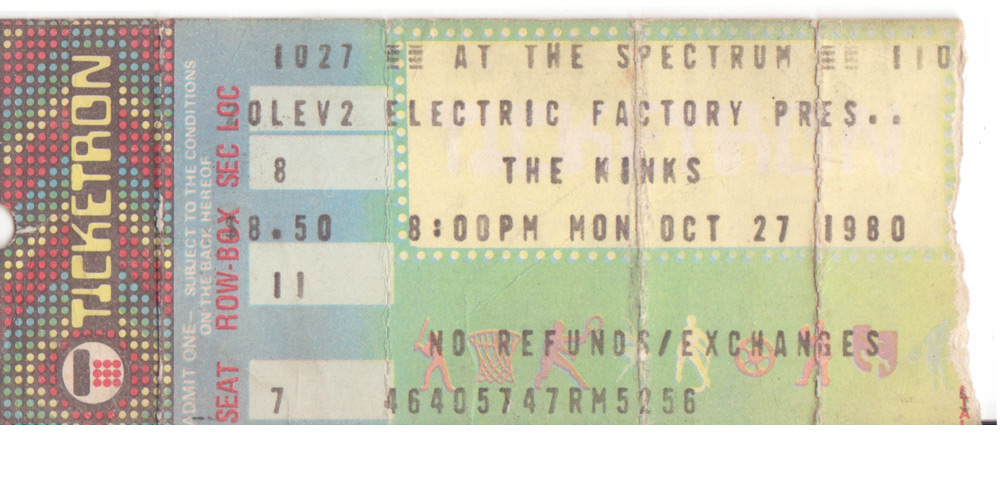 TICKETRON
ADMIT ONE— SUBJECT TO THE CONDITIONS
ON THE BACK HEREOF
SEAT ROW-BOX SEC LOC
1027 AT THE SPECTRUM 110
OLEV2 ELECTRIC FACTORY PRES..
8 THE KINKS
8.50 8:00PM MON OCT 27 1980
11
NO REFUNDS/EXCHANGES
7 46405747RM5256